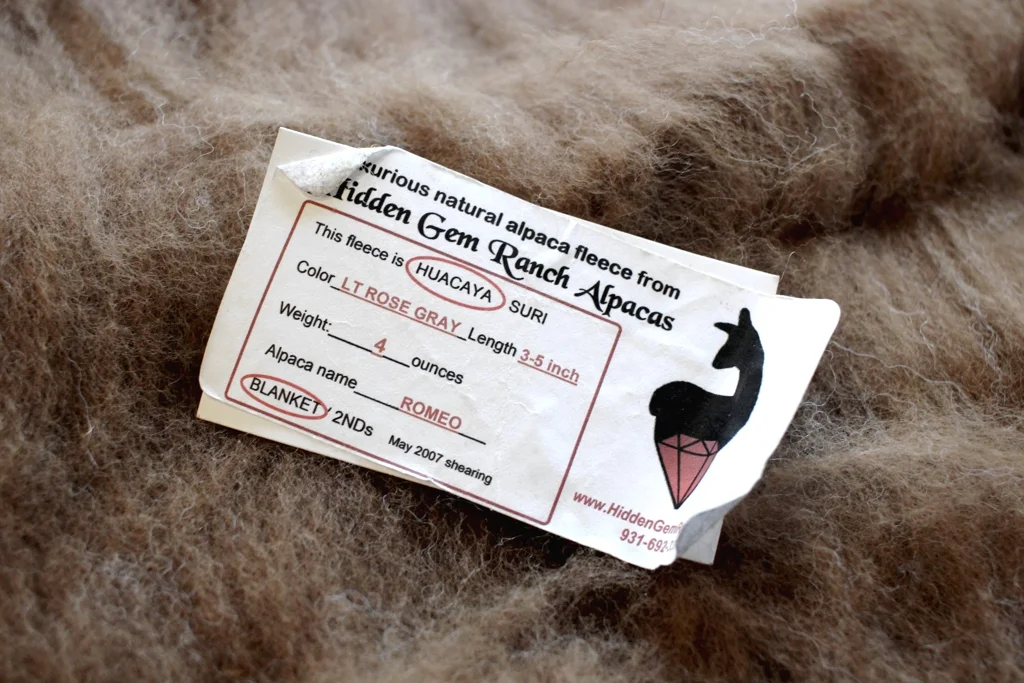 xurious natural alpaca fleece from
Hidden Gem Ranch Alpacas
This fleece is HUACAYA SURI
Color LT ROSE GRAY Length 3-5 inch
Weight: 4 ounces
Alpaca name ROMEO
BLANKET / 2NDs May 2007 shearing
www.HiddenGem
931-692-